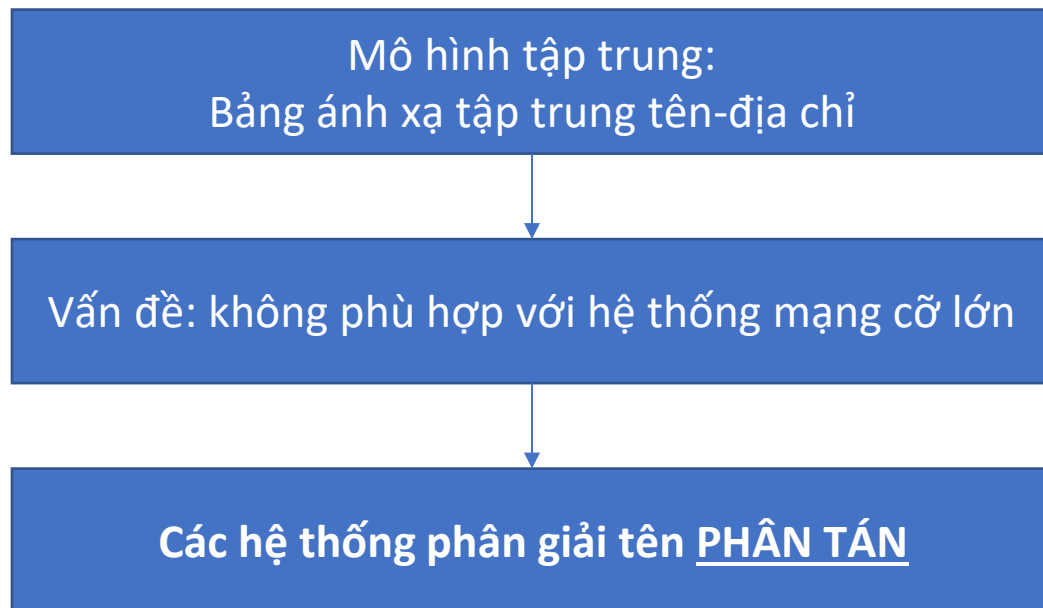 Mô hình tập trung:
Bảng ánh xạ tập trung tên-địa chỉ
Vấn đề: không phù hợp với hệ thống mạng cỡ lớn
Các hệ thống phân giải tên PHÂN TÁN